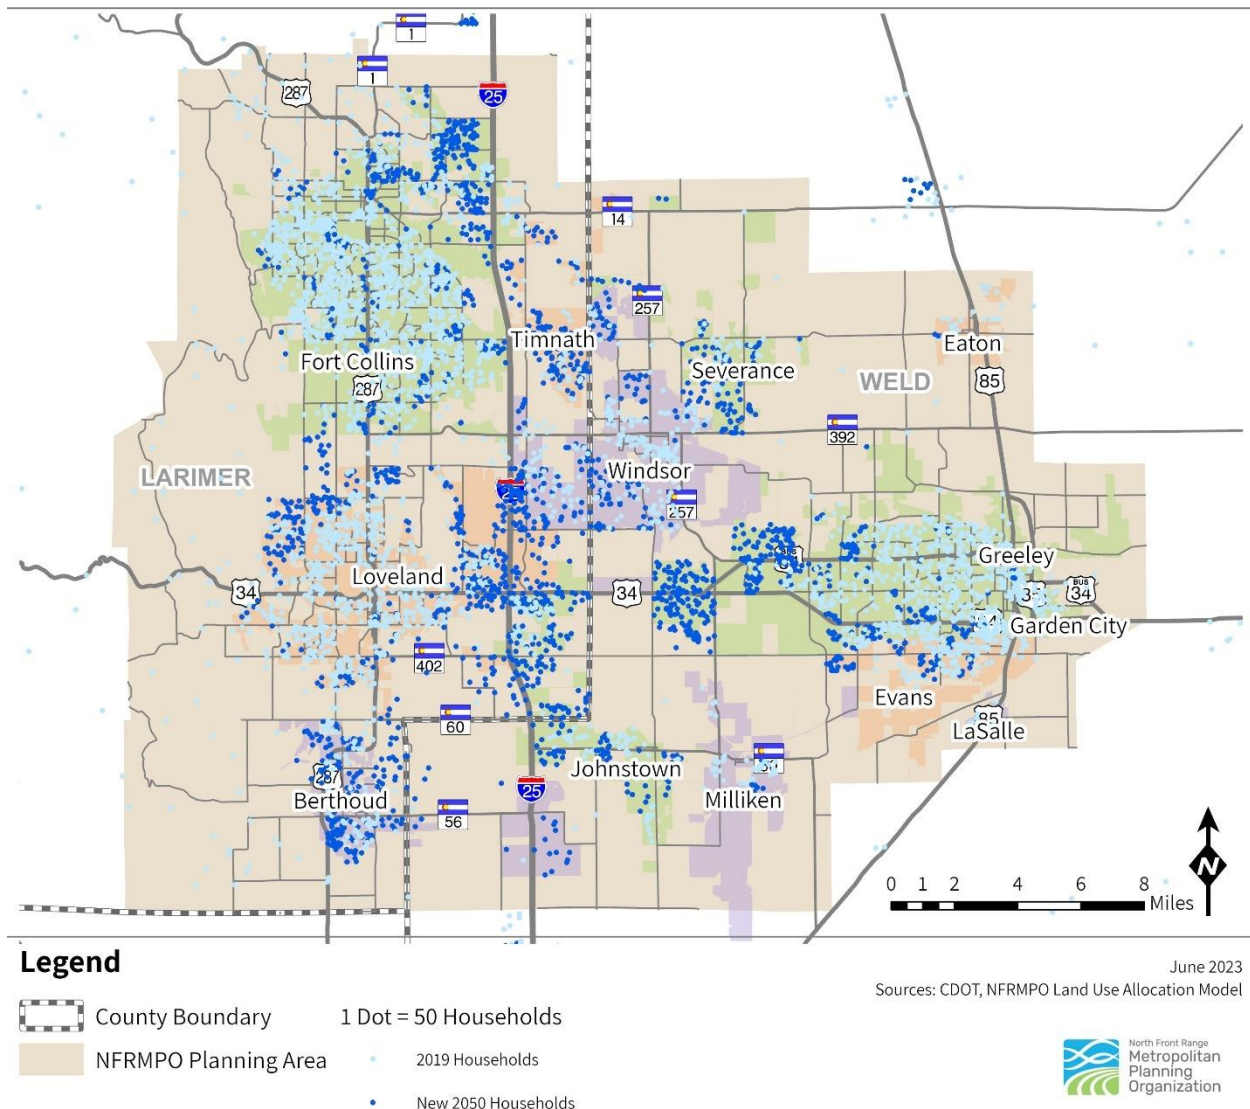 1
1
287
25
14
257
Timnath
Eaton
Fort Collins
Severance
287
WELD
85
392
LARIMER
Windsor
257
Greeley
Loveland
34
34
BUS
34
Garden City
402
Evans
60
85
LaSalle
Johnstown
287
25
Berthoud
Milliken
56
N
0 1 2 4 6 8
Miles
Legend
June 2023
Sources: CDOT, NFRMPO Land Use Allocation Model
County Boundary
1 Dot = 50 Households
NFRMPO Planning Area
2019 Households
New 2050 Households
North Front Range
Metropolitan
Planning
Organization